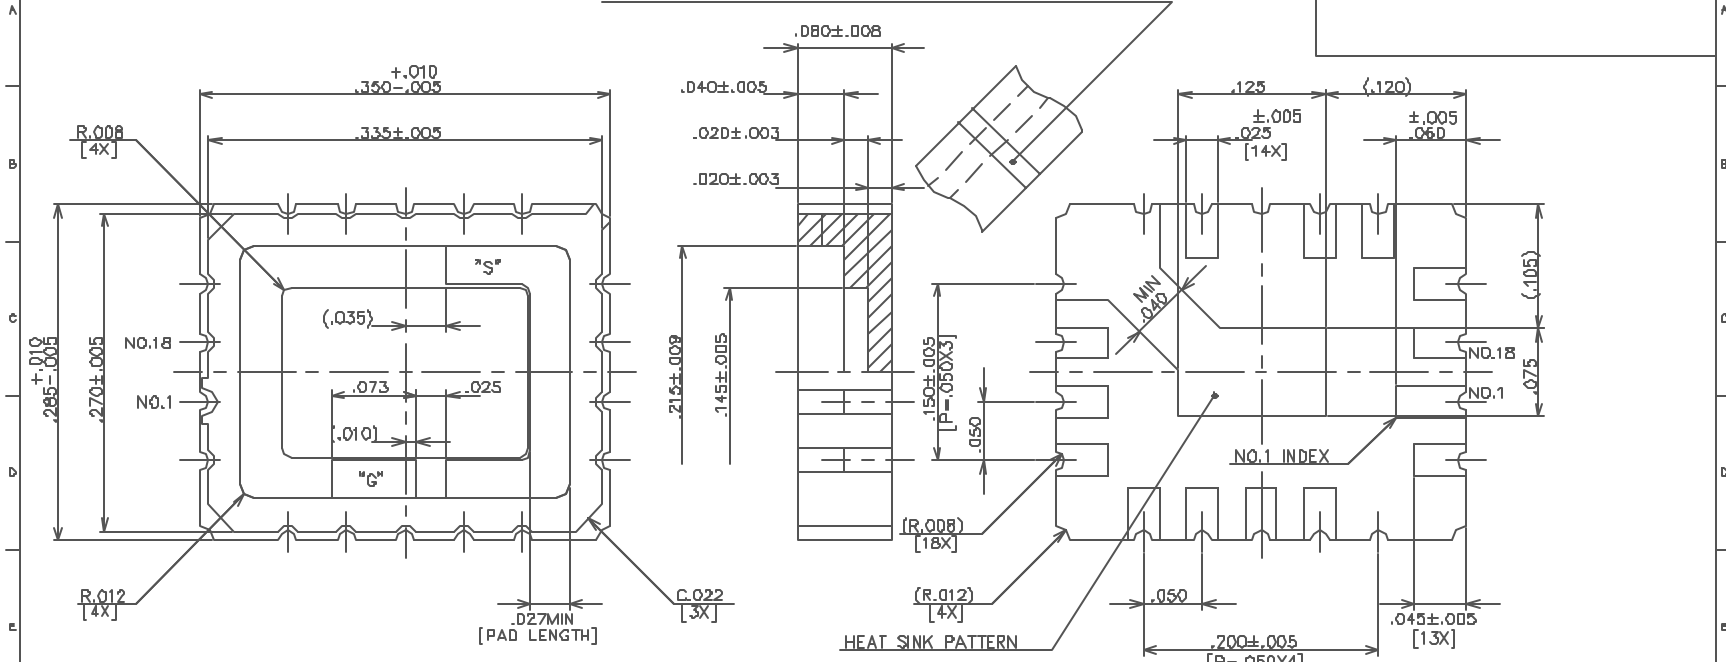 A
A
.080±.008
+.010
.350-.005
.040±.005
.125
(.120)
R.008
[4X]
.335±.005
.020±.003
±.005
.025
[14X]
±.005
.060
B
B
.020±.003
"S"
MIN
.040
(.105)
C
C
(.035)
NO.18
+.010
.285-.005
.270±.005
.215±.009
.145±.005
.150±.005
[P=.050X3]
NO.18
.075
.073
.025
NO.1
NO.1
(.010)
.050
NO.1 INDEX
D
D
"G"
(R.008)
[18X]
R.012
[4X]
C.022
[3X]
(R.012)
[4X]
.050
.027MIN
[PAD LENGTH]
.045±.005
[13X]
E
E
HEAT SINK PATTERN
.200±.005
[P=.050X4]